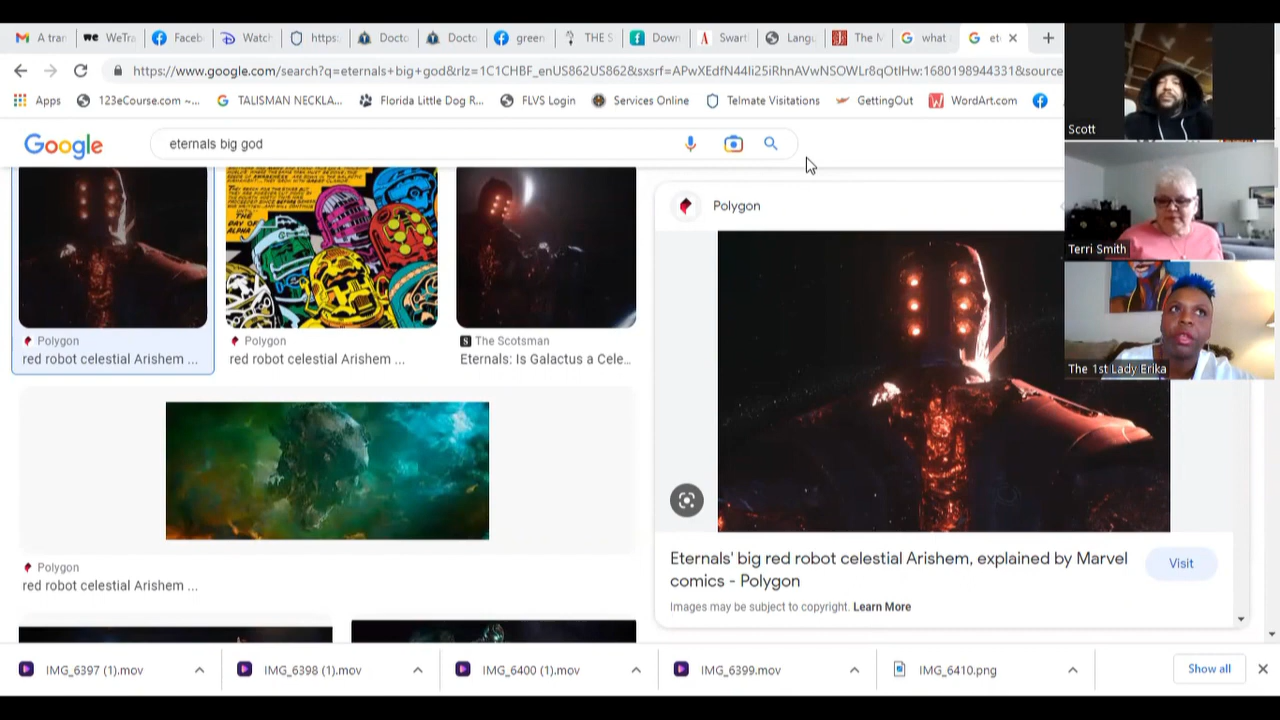 A tran
WeTra
Faceb
Watch
https:
Docto
Docto
green
THE S
Down
Swart
Langu
The M
what
ete
https://www.google.com/search?q=eternals+big+god&rlz=1C1CHBF_enUS862US862&sxsrf=APwXEdfN44Ii25iRhnAVwNSOWLr8qOtlHw:1680198944331&source
Apps
123eCourse.com ~...
TALISMAN NECKLA...
Florida Little Dog R...
FLVS Login
Services Online
Telmate Visitations
GettingOut
WordArt.com
Google
eternals big god
Scott
Terri Smith
The 1st Lady Erika
Polygon
red robot celestial Arishem ...
THE
DAY OF
Polygon
red robot celestial Arishem ...
The Scotsman
Eternals: Is Galactus a Cele...
Polygon
red robot celestial Arishem ...
Polygon
Eternals' big red robot celestial Arishem, explained by Marvel
comics - Polygon
Visit
Images may be subject to copyright. Learn More
IMG_6397 (1).mov
IMG_6398 (1).mov
IMG_6400 (1).mov
IMG_6399.mov
IMG_6410.png
Show all